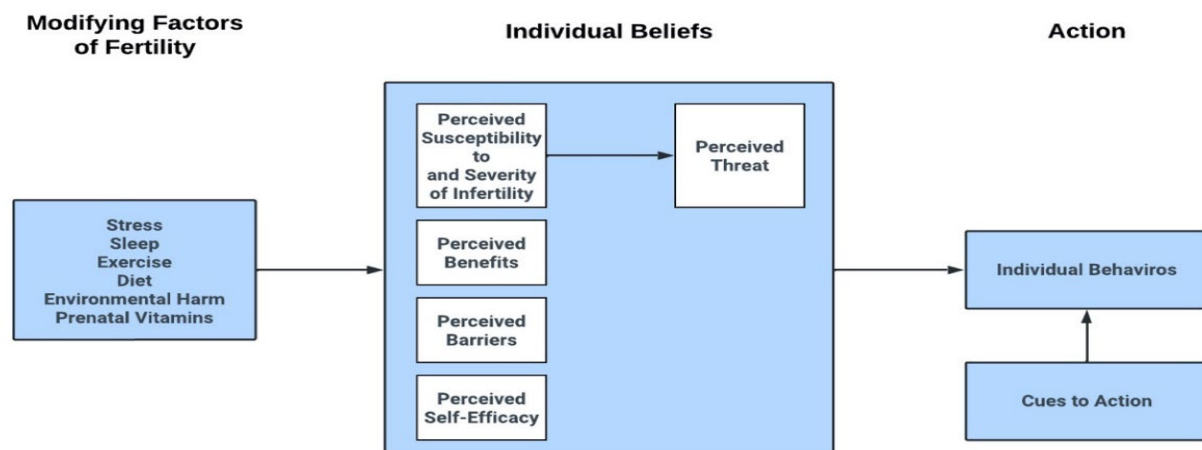 Modifying Factors
of Fertility
Individual Beliefs
Action
Stress
Sleep
Exercise
Diet
Environmental Harm
Prenatal Vitamins
Perceived
Susceptibility
to
and Severity
of Infertility
Perceived
Threat
Perceived
Benefits
Perceived
Barriers
Perceived
Self-Efficacy
Individual Behaviros
Cues to Action